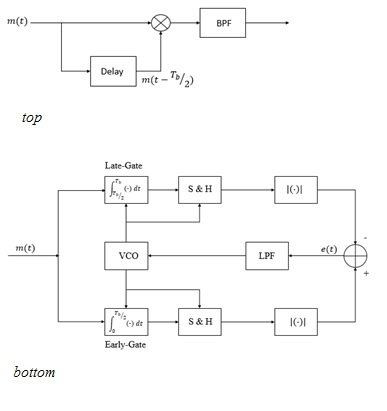 m(t)
BPF
Delay
m(t − T_b/2)
top
Late-Gate
∫_{T_b/2}^{T_b} (·) dt
S & H
|(·)|
-
m(t)
VCO
LPF
e(t)
+
∫_0^{T_b/2} (·) dt
S & H
|(·)|
Early-Gate
bottom